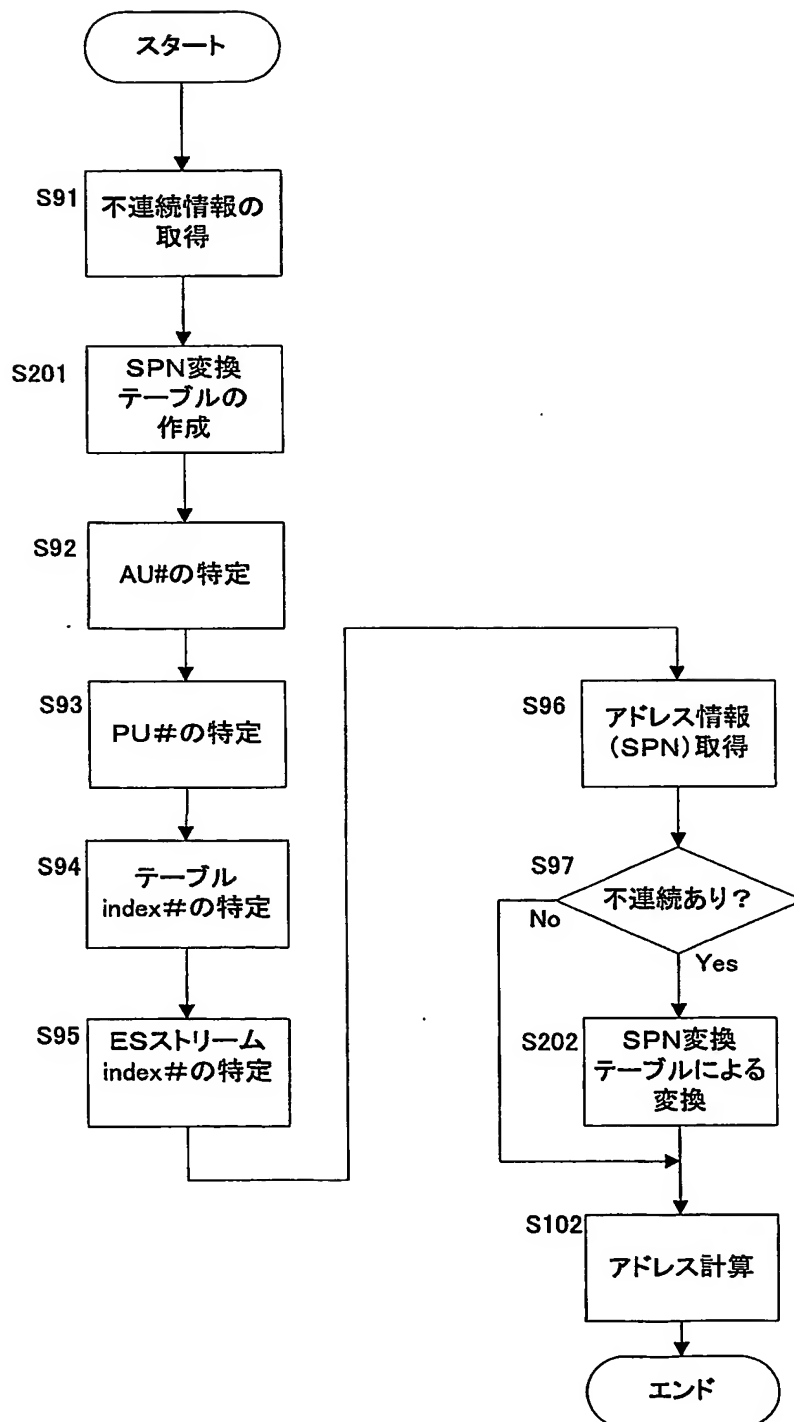 スタート
S91
不連続情報の
取得
S201
SPN変換
テーブルの
作成
S92
AU#の特定
S93
PU#の特定
S94
テーブル
index#の特定
S95
ESストリーム
index#の特定
S96
アドレス情報
(SPN)取得
S97
不連続あり?
No
Yes
S202
SPN変換
テーブルによる
変換
S102
アドレス計算
エンド